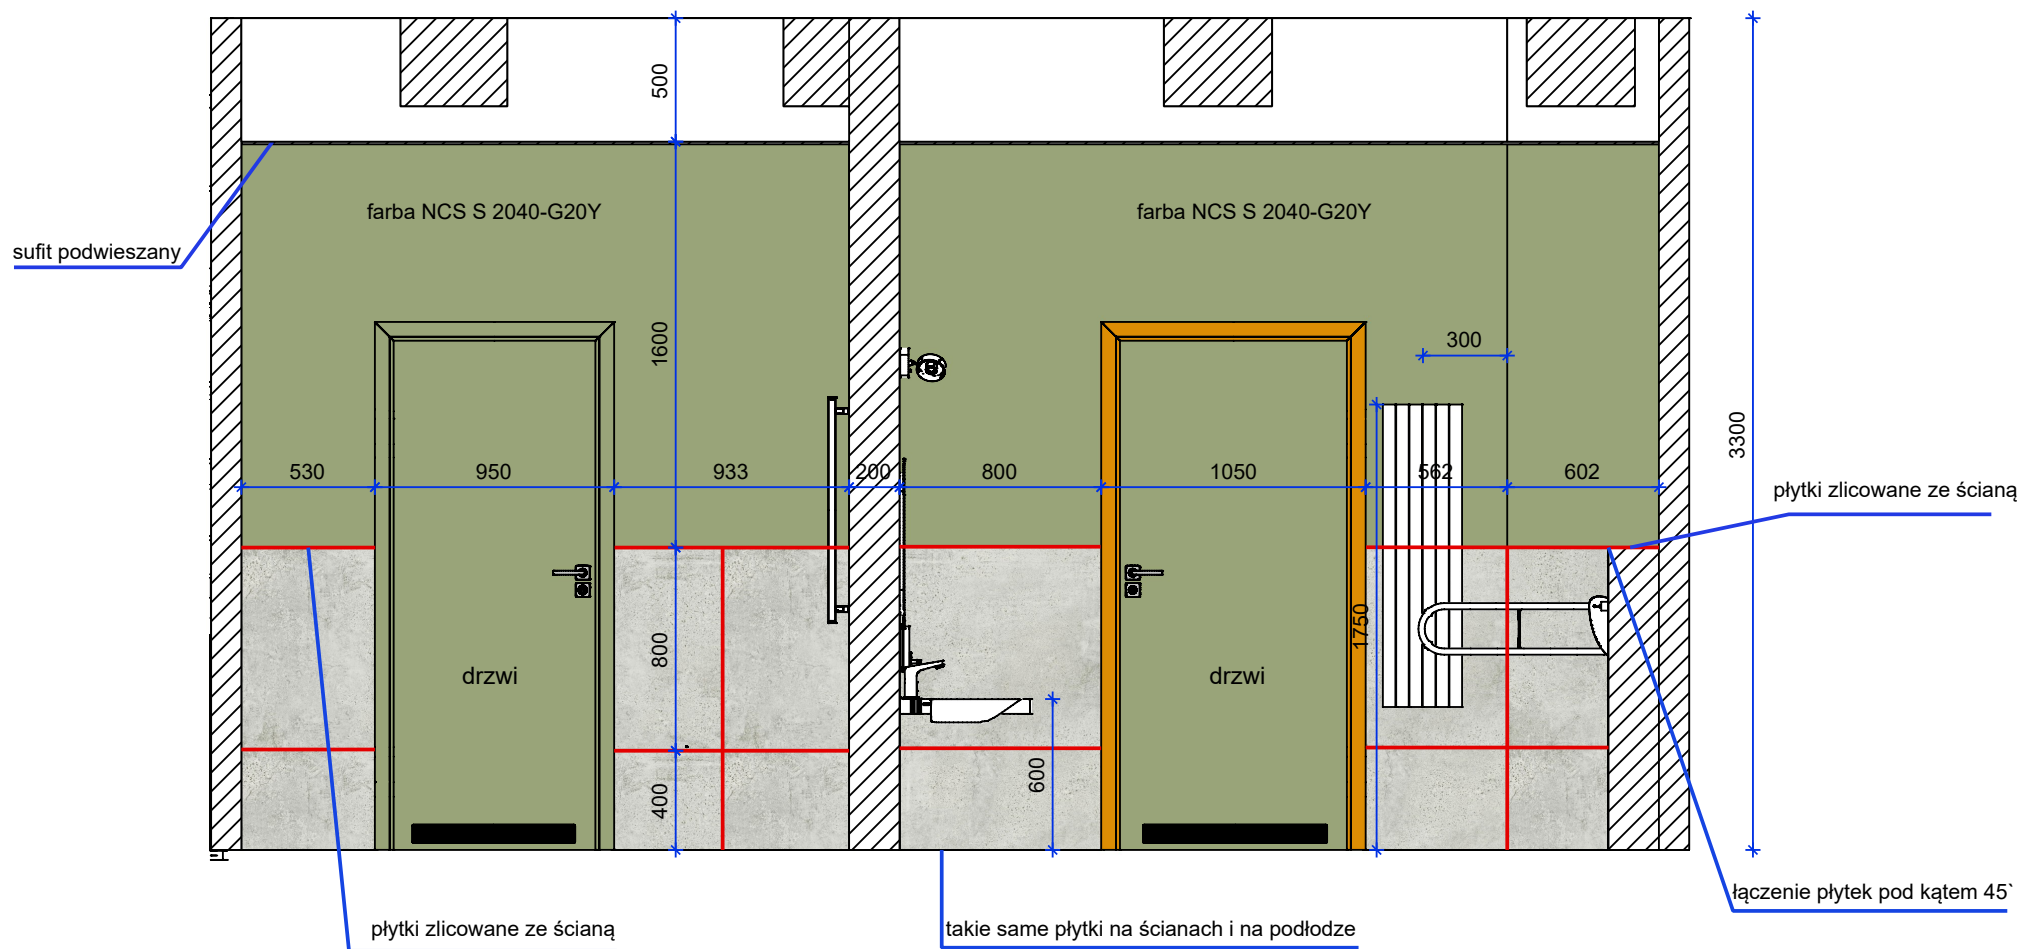 500
farba NCS S 2040-G20Y
farba NCS S 2040-G20Y
sufit podwieszany
1600
300
3300
530
950
933
200
800
1050
562
602
płytki zlicowane ze ścianą
1750
800
drzwi
drzwi
600
400
łączenie płytek pod kątem 45`
płytki zlicowane ze ścianą
takie same płytki na ścianach i na podłodze